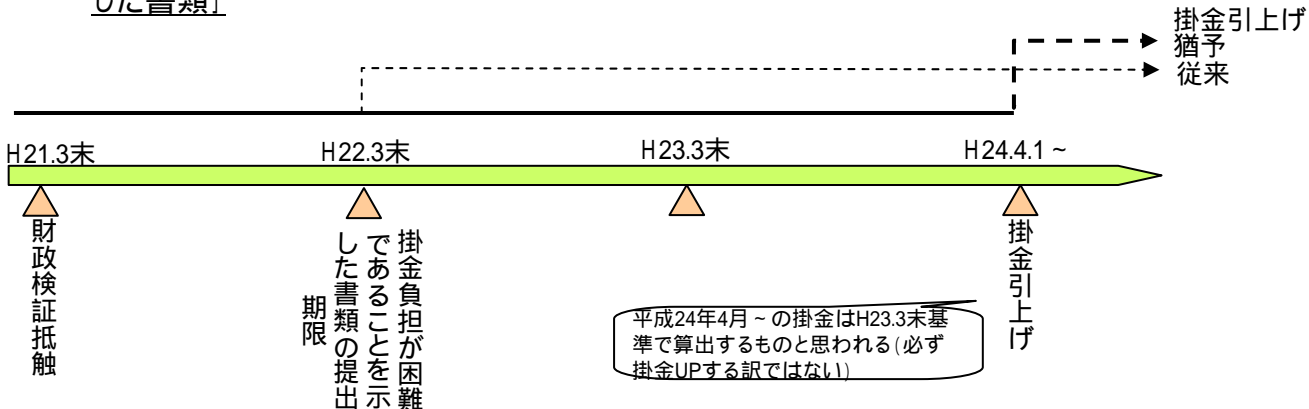 した書類」
掛金引上げ
猶予
従来
H21.3末
H22.3末
H23.3末
H24.4.1~
財政検証抵触
掛金負担が困難
であることを示
した書類の提出
期限
平成24年4月~の掛金はH23.3末基
準で算出するものと思われる(必ず
掛金UPする訳ではない)
掛金引上げ